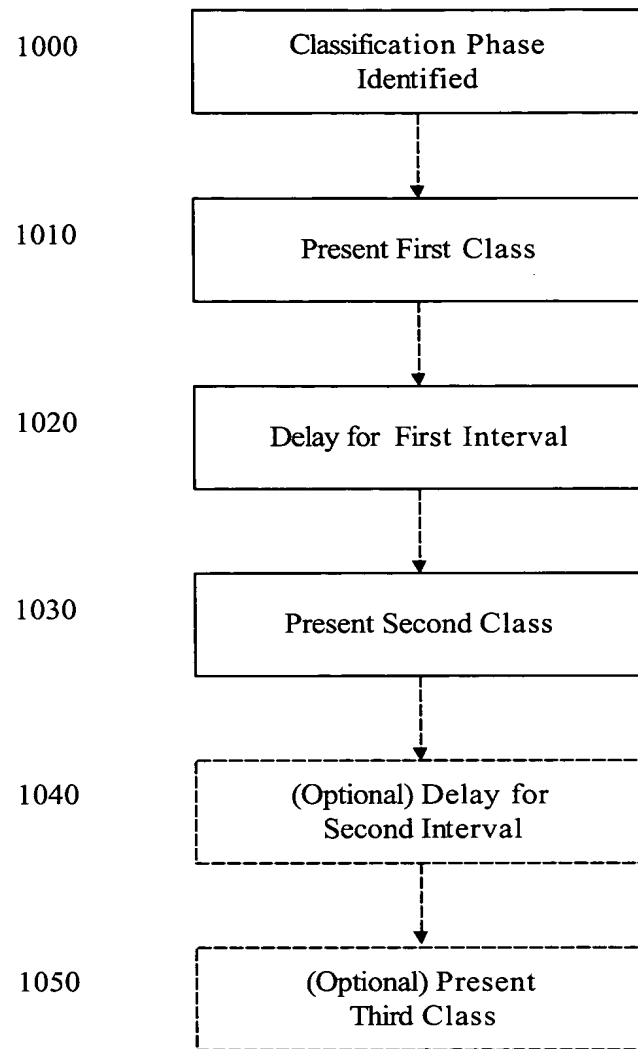 1000
Classification Phase
Identified
1010
Present First Class
1020
Delay for First Interval
1030
Present Second Class
1040
(Optional) Delay for
Second Interval
1050
(Optional) Present
Third Class